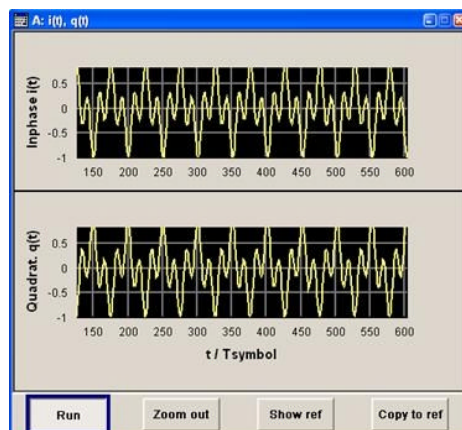 A: i(t), q(t)
Inphase i(t)
0.5
0
-0.5
-1
150 200 250 300 350 400 450 500 550 600
Quadrat. q(t)
0.5
0
-0.5
-1
150 200 250 300 350 400 450 500 550 600
t / Tsymbol
Run Zoom out Show ref Copy to ref